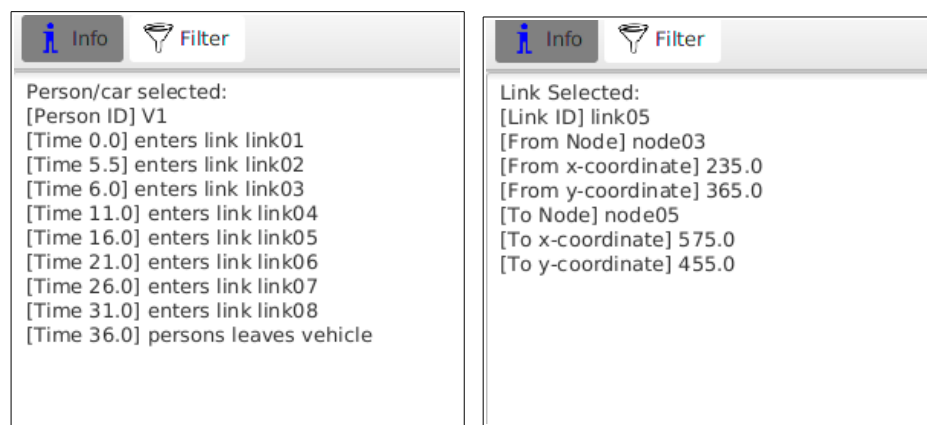 Info Filter
Person/car selected:
[Person ID] V1
[Time 0.0] enters link link01
[Time 5.5] enters link link02
[Time 6.0] enters link link03
[Time 11.0] enters link link04
[Time 16.0] enters link link05
[Time 21.0] enters link link06
[Time 26.0] enters link link07
[Time 31.0] enters link link08
[Time 36.0] persons leaves vehicle
Info Filter
Link Selected:
[Link ID] link05
[From Node] node03
[From x-coordinate] 235.0
[From y-coordinate] 365.0
[To Node] node05
[To x-coordinate] 575.0
[To y-coordinate] 455.0